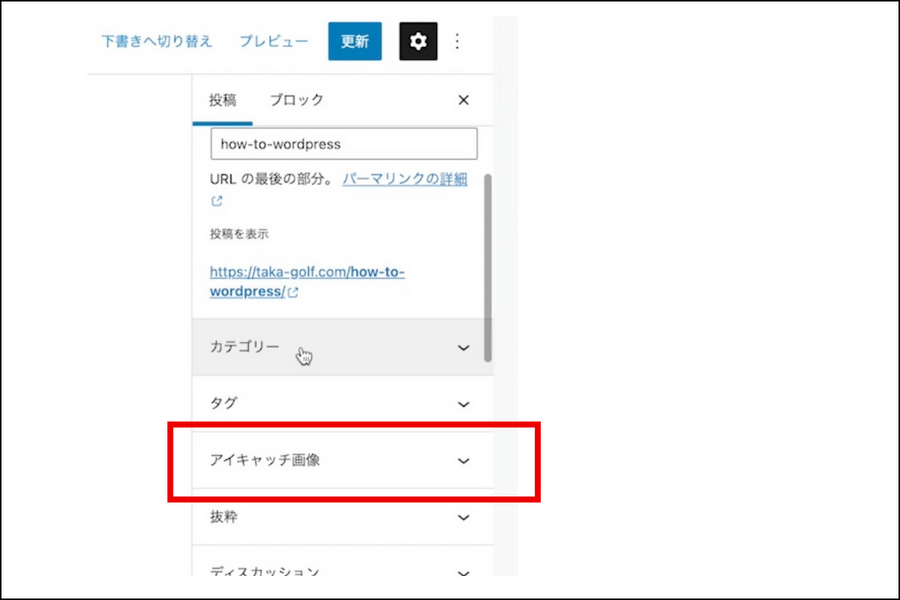 下書きへ切り替え プレビュー 更新
投稿 ブロック
how-to-wordpress
URL の最後の部分。 パーマリンクの詳細
投稿を表示
https://taka-golf.com/how-to-
wordpress/
カテゴリー
タグ
アイキャッチ画像
抜粋
ディスカッション